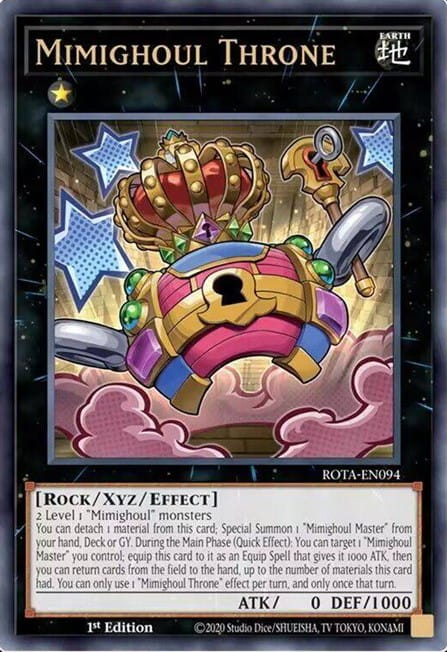 MIMIGHOUL THRONE
EARTH
地
ROTA-EN094
[ROCK/XYZ/EFFECT]
2 Level 1 "Mimighoul" monsters
You can detach 1 material from this card; Special Summon 1 "Mimighoul Master" from
your hand, Deck or GY. During the Main Phase (Quick Effect): You can target 1 "Mimighoul
Master" you control; equip this card to it as an Equip Spell that gives it 1000 ATK, then
you can return cards from the field to the hand, up to the number of materials this card
had. You can only use 1 "Mimighoul Throne" effect per turn, and only once that turn.
ATK/ 0 DEF/1000
1st Edition
©2020 Studio Dice/SHUEISHA, TV TOKYO, KONAMI